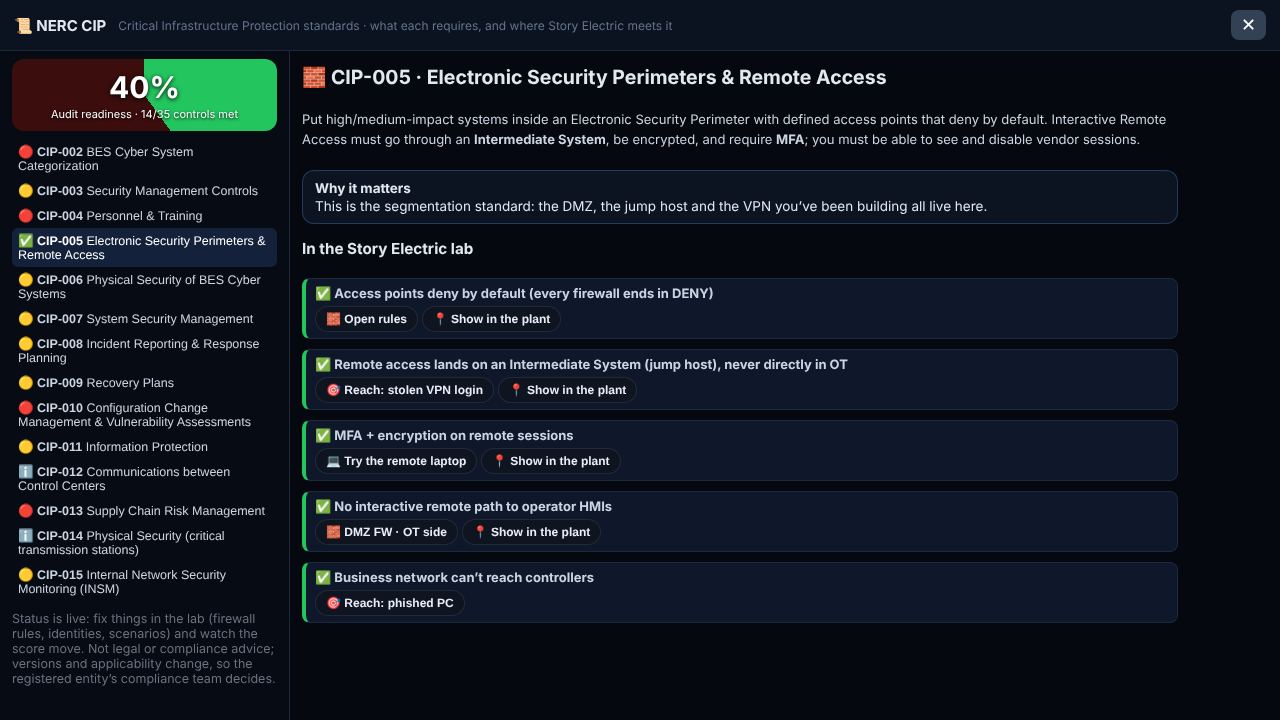 📜 NERC CIP Critical Infrastructure Protection standards · what each requires, and where Story Electric meets it ✕
40%
Audit readiness · 14/35 controls met
🔴 CIP-002 BES Cyber System
Categorization
🟡 CIP-003 Security Management Controls
🔴 CIP-004 Personnel & Training
✅ CIP-005 Electronic Security Perimeters &
Remote Access
🟡 CIP-006 Physical Security of BES Cyber
Systems
🟡 CIP-007 System Security Management
🟡 CIP-008 Incident Reporting & Response
Planning
🟡 CIP-009 Recovery Plans
🔴 CIP-010 Configuration Change
Management & Vulnerability Assessments
🟡 CIP-011 Information Protection
ℹ️ CIP-012 Communications between
Control Centers
🔴 CIP-013 Supply Chain Risk Management
ℹ️ CIP-014 Physical Security (critical
transmission stations)
🟡 CIP-015 Internal Network Security
Monitoring (INSM)
Status is live: fix things in the lab (firewall
rules, identities, scenarios) and watch the
score move. Not legal or compliance advice;
versions and applicability change, so the
registered entity's compliance team decides.
🧱 CIP-005 · Electronic Security Perimeters & Remote Access
Put high/medium-impact systems inside an Electronic Security Perimeter with defined access points that deny by default. Interactive Remote
Access must go through an Intermediate System, be encrypted, and require MFA; you must be able to see and disable vendor sessions.
Why it matters
This is the segmentation standard: the DMZ, the jump host and the VPN you've been building all live here.
In the Story Electric lab
✅ Access points deny by default (every firewall ends in DENY)
🧱 Open rules 📍 Show in the plant
✅ Remote access lands on an Intermediate System (jump host), never directly in OT
🎯 Reach: stolen VPN login 📍 Show in the plant
✅ MFA + encryption on remote sessions
💻 Try the remote laptop 📍 Show in the plant
✅ No interactive remote path to operator HMIs
🧱 DMZ FW · OT side 📍 Show in the plant
✅ Business network can't reach controllers
🎯 Reach: phished PC